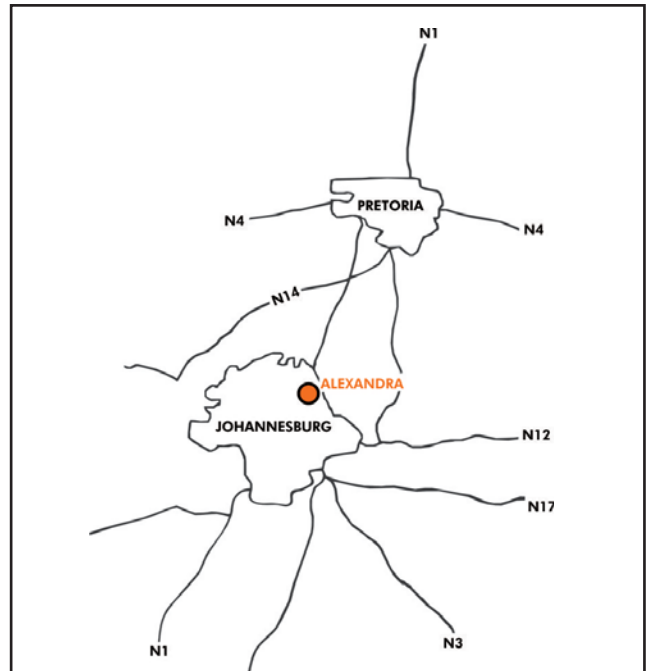 N1
PRETORIA
N4
N4
N14
ALEXANDRA
JOHANNESBURG
N12
N17
N3
N1